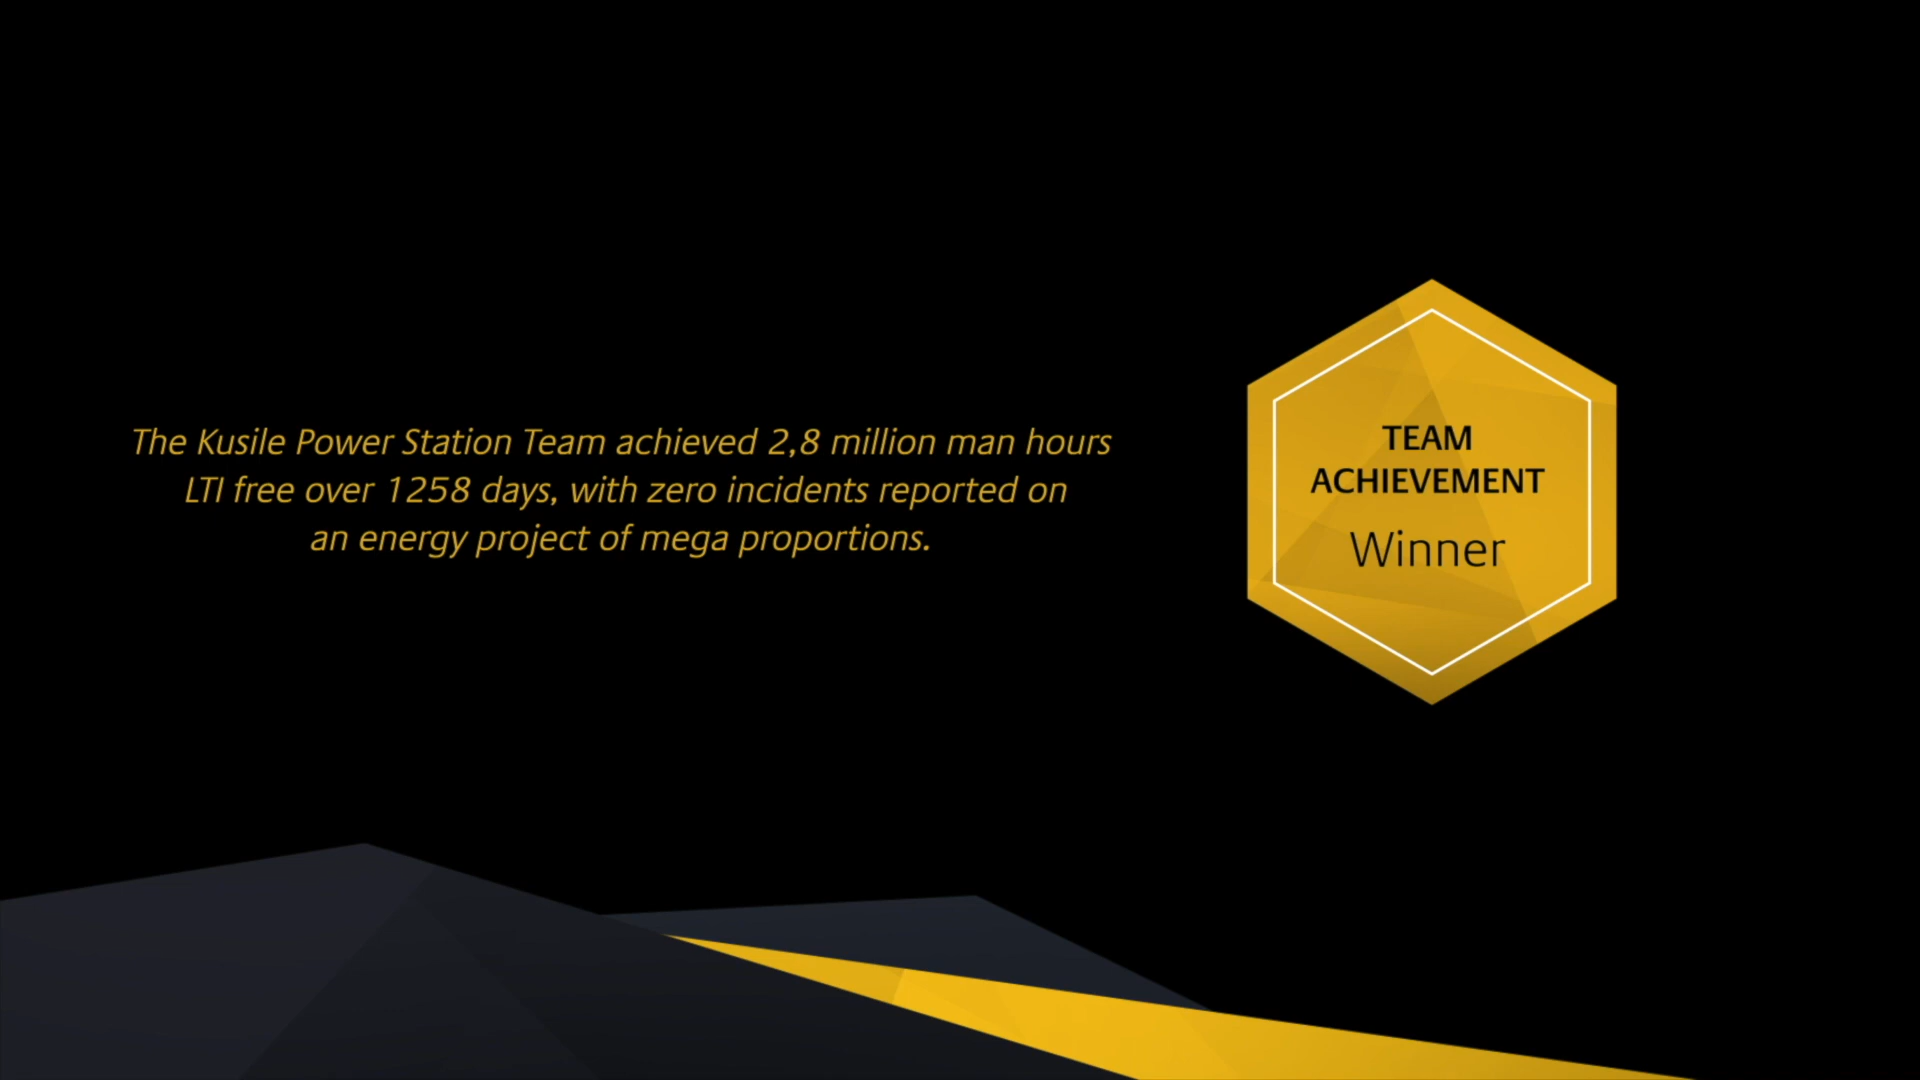 The Kusile Power Station Team achieved 2,8 million man hours
LTI free over 1258 days, with zero incidents reported on
an energy project of mega proportions.
TEAM
ACHIEVEMENT
Winner